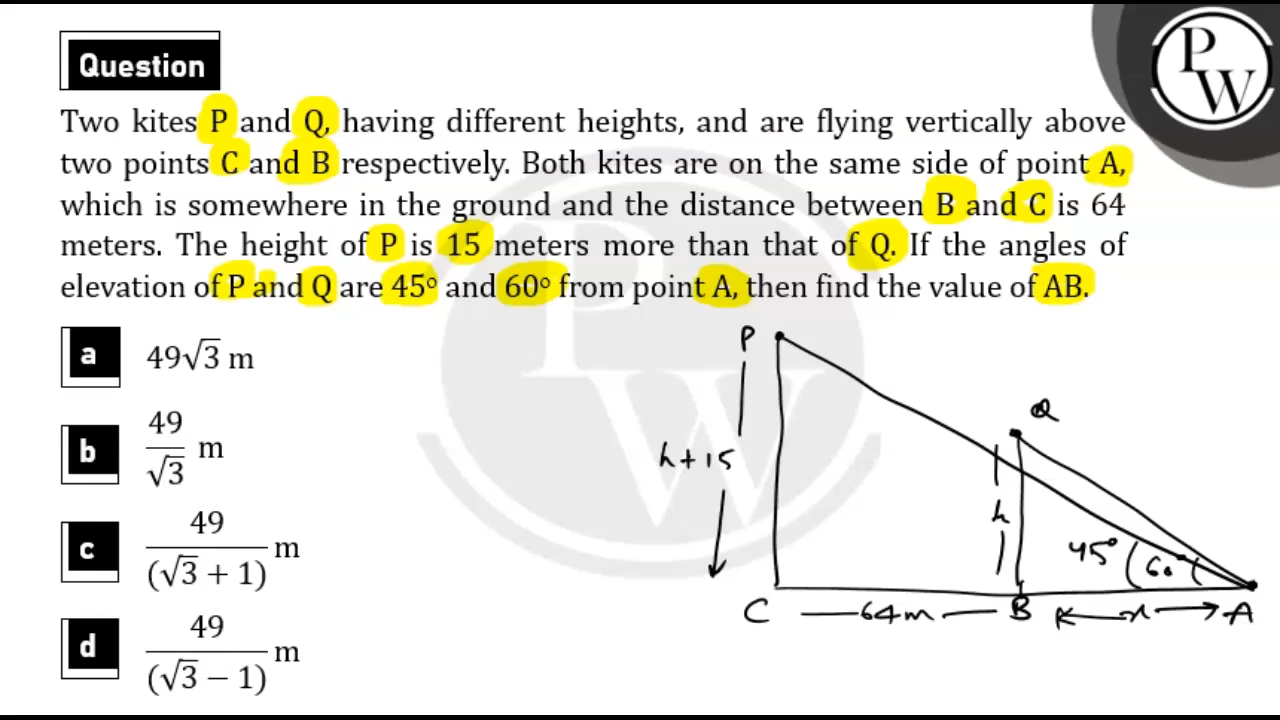 Question
P
W
Two kites P and Q, having different heights, and are flying vertically above
two points C and B respectively. Both kites are on the same side of point A,
which is somewhere in the ground and the distance between B and C is 64
meters. The height of P is 15 meters more than that of Q. If the angles of
elevation of P and Q are 45° and 60° from point A, then find the value of AB.
a 49√3 m
b 49/√3 m
c 49/(√3 + 1) m
d 49/(√3 − 1) m
P
W
P
Q
h+15
h
45°
60
C
64m
B
x
A